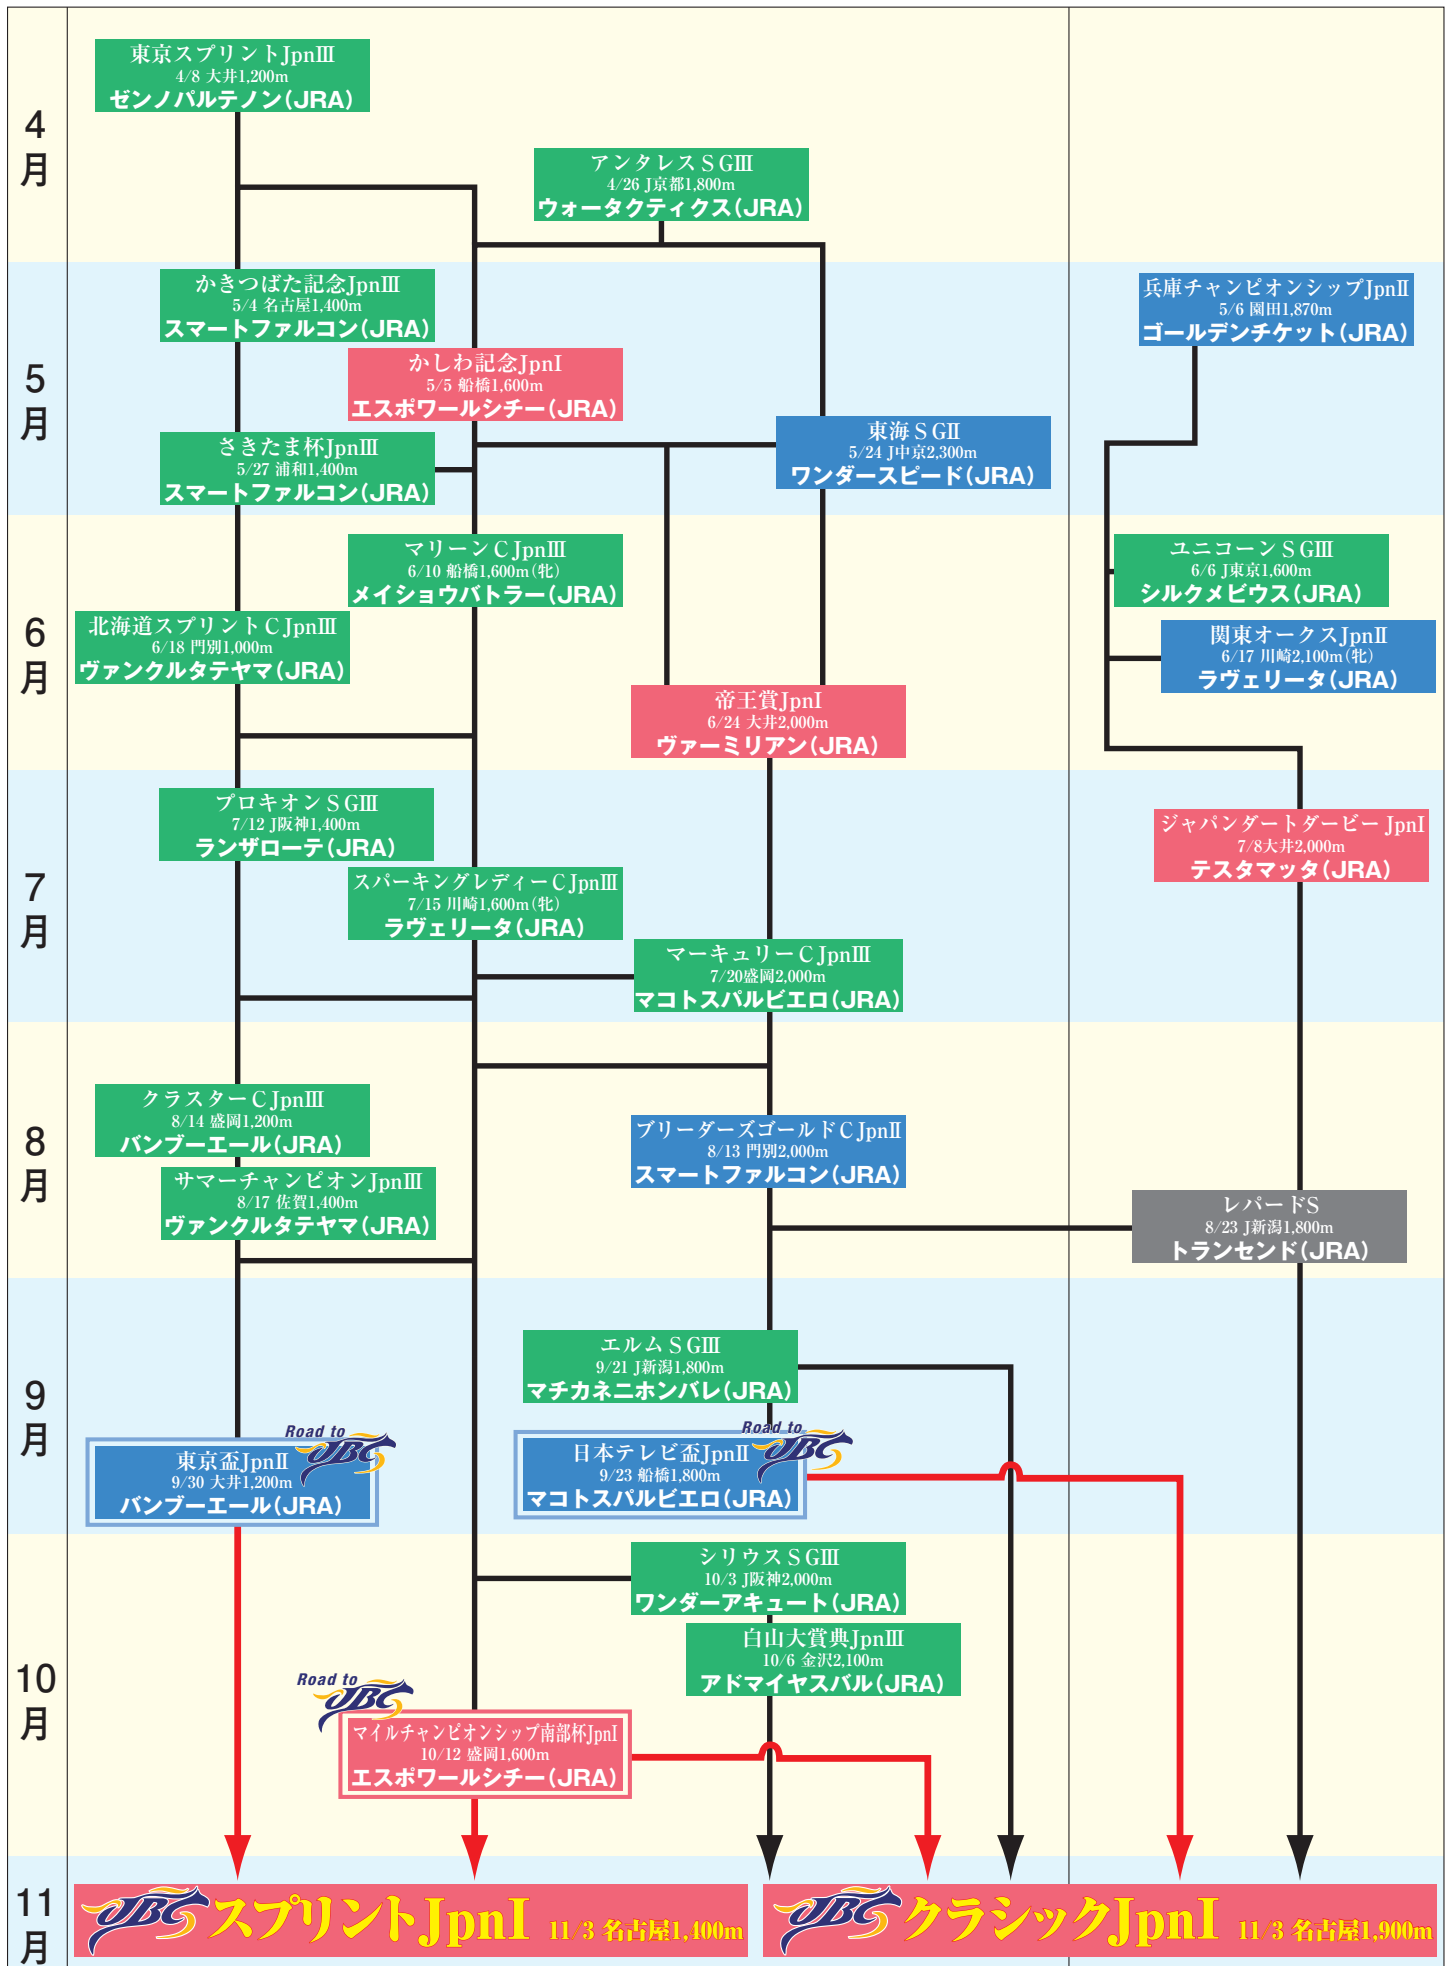 4月
東京スプリントJpnⅢ
4/8 大井1,200m
ゼンノパルテノン(JRA)
アンタレスＳGⅢ
4/26 J京都1,800m
ウォータクティクス(JRA)
5月
かきつばた記念JpnⅢ
5/4 名古屋1,400m
スマートファルコン(JRA)
兵庫チャンピオンシップJpnⅡ
5/6 園田1,870m
ゴールデンチケット(JRA)
かしわ記念JpnⅠ
5/5 船橋1,600m
エスポワールシチー(JRA)
東海ＳGⅡ
5/24 J中京2,300m
ワンダースピード(JRA)
さきたま杯JpnⅢ
5/27 浦和1,400m
スマートファルコン(JRA)
6月
マリーンＣJpnⅢ
6/10 船橋1,600m(牝)
メイショウバトラー(JRA)
ユニコーンＳGⅢ
6/6 J東京1,600m
シルクメビウス(JRA)
北海道スプリントＣJpnⅢ
6/18 門別1,000m
ヴァンクルタテヤマ(JRA)
関東オークスJpnⅡ
6/17 川崎2,100m(牝)
ラヴェリータ(JRA)
帝王賞JpnⅠ
6/24 大井2,000m
ヴァーミリアン(JRA)
7月
プロキオンＳGⅢ
7/12 J阪神1,400m
ランザローテ(JRA)
ジャパンダートダービー JpnⅠ
7/8大井2,000m
テスタマッタ(JRA)
スパーキングレディーＣJpnⅢ
7/15 川崎1,600m(牝)
ラヴェリータ(JRA)
マーキュリーＣJpnⅢ
7/20盛岡2,000m
マコトスパルビエロ(JRA)
8月
クラスターＣJpnⅢ
8/14 盛岡1,200m
バンブーエール(JRA)
ブリーダーズゴールドＣJpnⅡ
8/13 門別2,000m
スマートファルコン(JRA)
サマーチャンピオンJpnⅢ
8/17 佐賀1,400m
ヴァンクルタテヤマ(JRA)
レパードS
8/23 J新潟1,800m
トランセンド(JRA)
9月
エルムＳGⅢ
9/21 J新潟1,800m
マチカネニホンバレ(JRA)
Road to JBC
東京盃JpnⅡ
9/30 大井1,200m
バンブーエール(JRA)
Road to JBC
日本テレビ盃JpnⅡ
9/23 船橋1,800m
マコトスパルビエロ(JRA)
10月
シリウスＳGⅢ
10/3 J阪神2,000m
ワンダーアキュート(JRA)
白山大賞典JpnⅢ
10/6 金沢2,100m
アドマイヤスバル(JRA)
Road to JBC
マイルチャンピオンシップ南部杯JpnⅠ
10/12 盛岡1,600m
エスポワールシチー(JRA)
11月
JBC スプリントJpnⅠ 11/3 名古屋1,400m
JBC クラシックJpnⅠ 11/3 名古屋1,900m